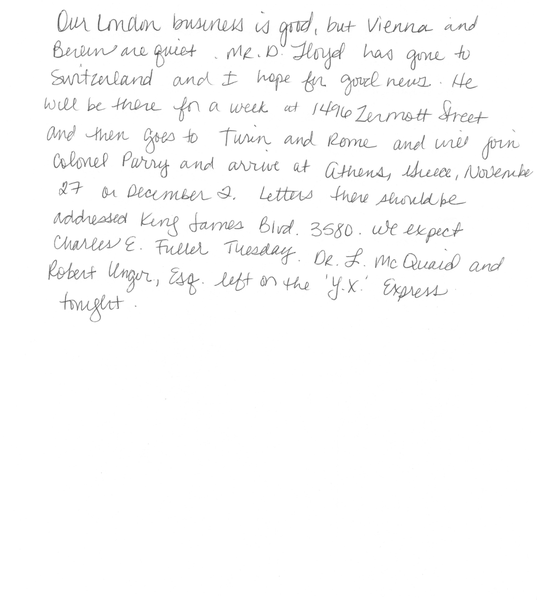 Our London business is good, but Vienna and
Berlin are quiet. Mr. D. Lloyd has gone to
Switzerland and I hope for good news. He
will be there for a week at 1496 Zermott Street
and then goes to Turin and Rome and will join
Colonel Parry and arrive at Athens, Greece, November
27 or December 2. Letters there should be
addressed King James Blvd. 3580. We expect
Charles E. Fuller Tuesday. Dr. L. McQuaid and
Robert Unger, Esq. left on the 'Y.X.' Express
tonight.